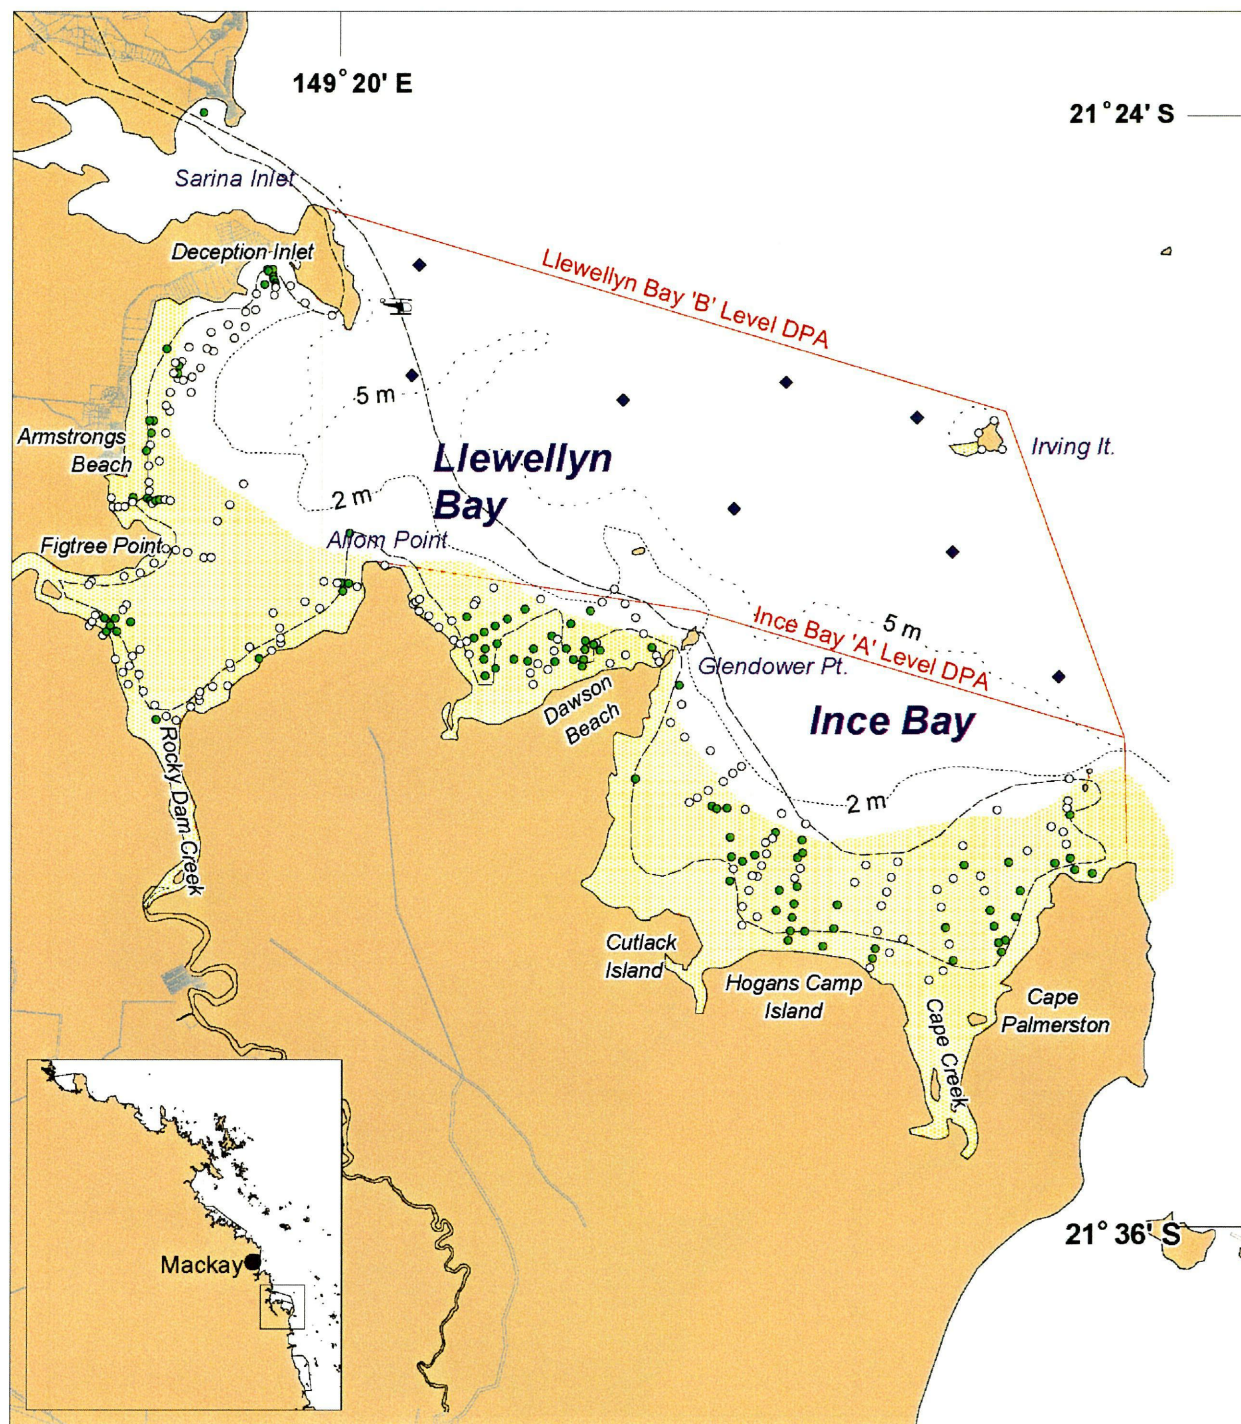 149° 20' E
21° 24' S
Sarina Inlet
Deception Inlet
Llewellyn Bay 'B' Level DPA
5 m
Armstrongs
Beach
Llewellyn
Bay
Irving It.
2 m
Figtree Point
Allom Point
5 m
Ince Bay 'A' Level DPA
Glendower Pt.
Dawson
Beach
Ince Bay
Rocky Dam Creek
2 m
Cutlack
Island
Hogans Camp
Island
Cape
Palmerston
Cape Creek
21° 36' S
Mackay